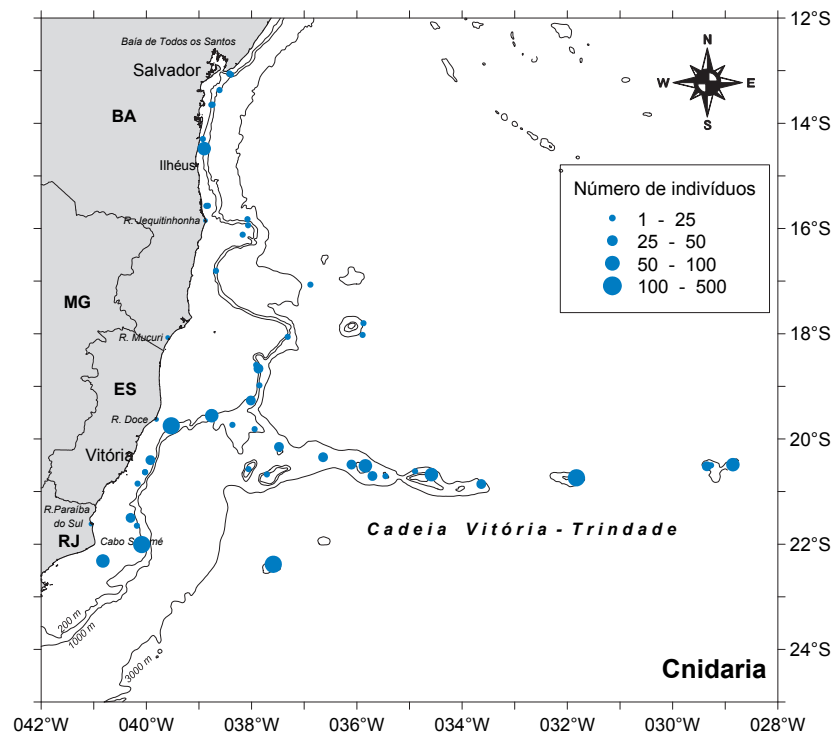 12°S
Baía de Todos os Santos
Salvador
N
W E
S
BA
14°S
Ilhéus
Número de indivíduos
1 - 25
25 - 50
50 - 100
100 - 500
R. Jequitinhonha
16°S
MG
R. Mucuri
18°S
ES
R. Doce
Vitória
20°S
R.Paraíba
do Sul
RJ
Cabo São Tomé
Cadeia Vitória - Trindade
22°S
200 m
1000 m
3000 m
24°S
Cnidaria
042°W 040°W 038°W 036°W 034°W 032°W 030°W 028°W